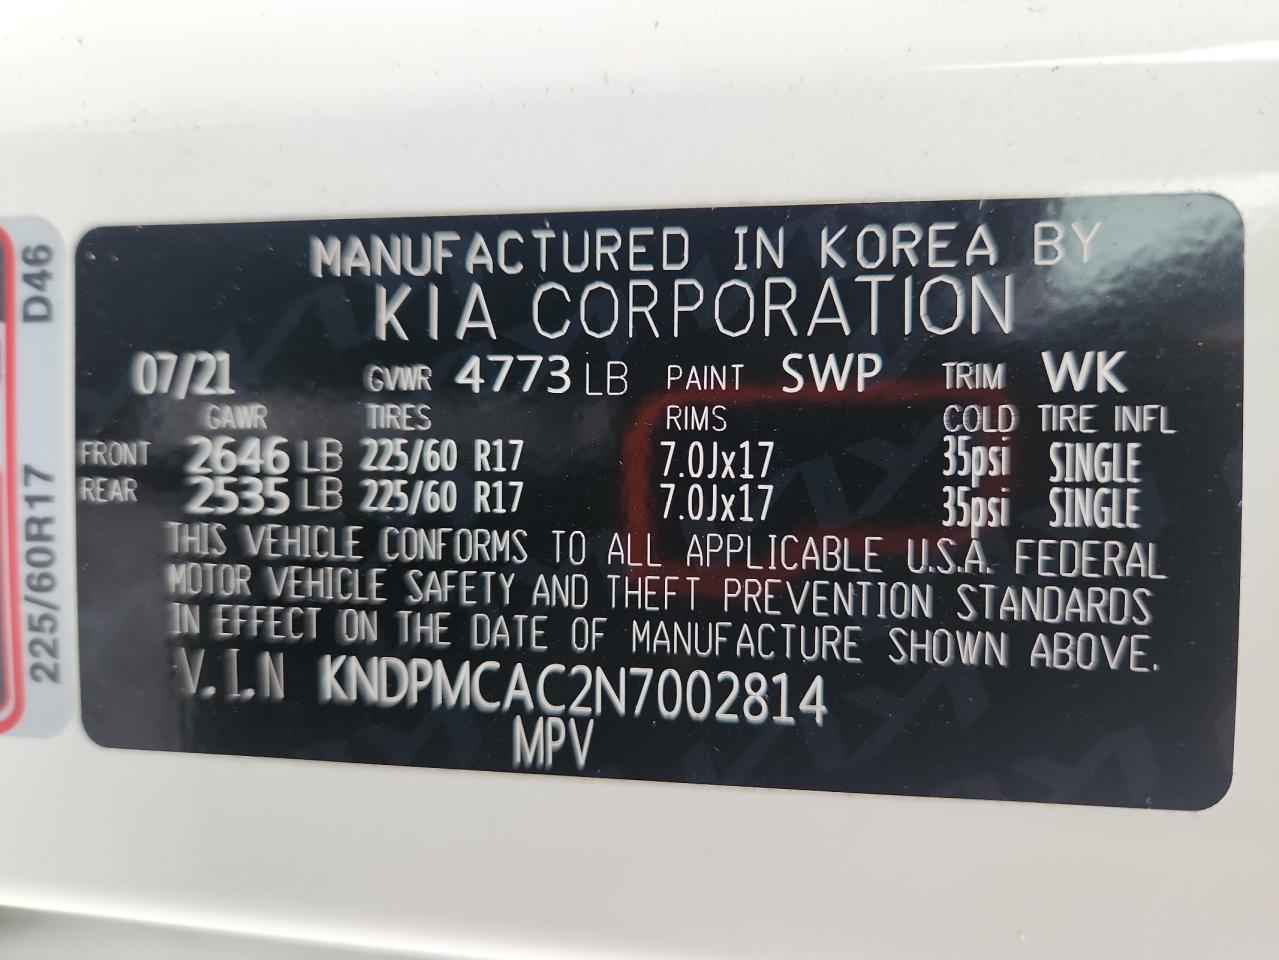 MANUFACTURED IN KOREA BY
KIA CORPORATION
07/21 GVWR 4773 LB PAINT SWP TRIM WK
GAWR TIRES RIMS COLD TIRE INFL
FRONT 2646 LB 225/60 R17 7.0Jx17 35psi SINGLE
REAR 2535 LB 225/60 R17 7.0Jx17 35psi SINGLE
THIS VEHICLE CONFORMS TO ALL APPLICABLE U.S.A. FEDERAL
MOTOR VEHICLE SAFETY AND THEFT PREVENTION STANDARDS
IN EFFECT ON THE DATE OF MANUFACTURE SHOWN ABOVE.
V.I.N KNDPMCAC2N7002814
MPV
225/60R17 D46